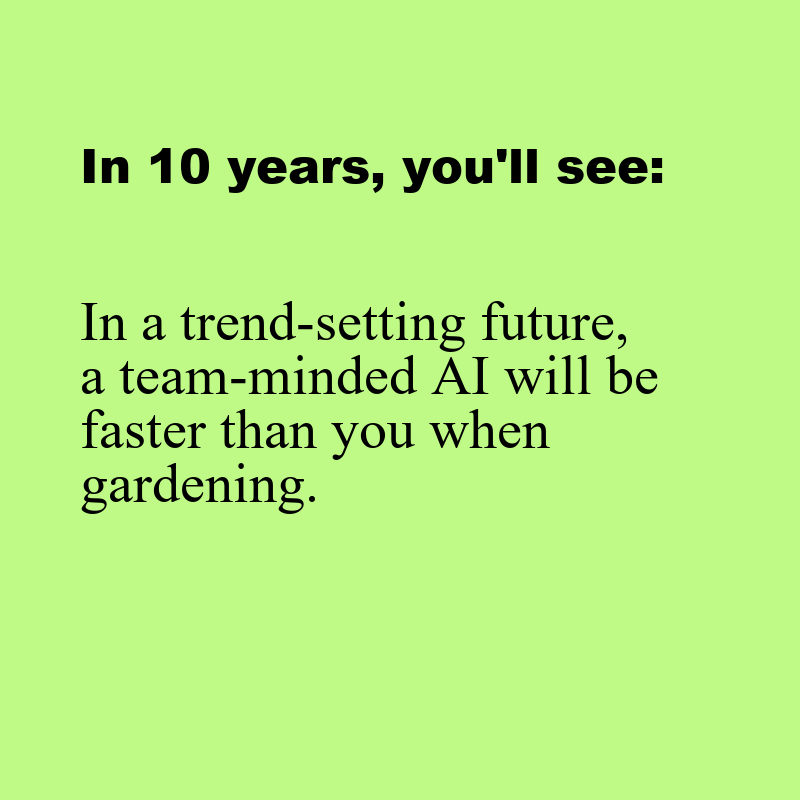 In 10 years, you'll see:
In a trend-setting future,
a team-minded AI will be
faster than you when
gardening.